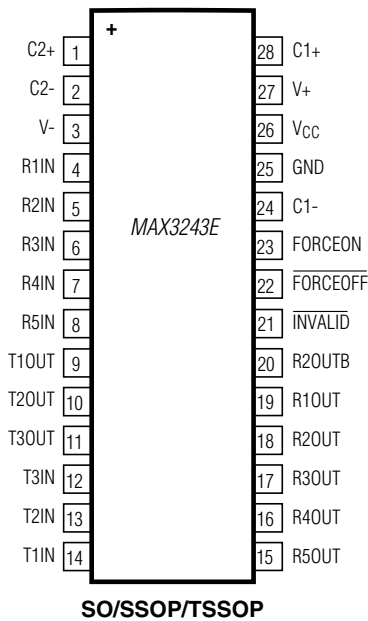 +
C2+ 1 28 C1+
C2- 2 27 V+
V- 3 26 VCC
R1IN 4 25 GND
R2IN 5 24 C1-
MAX3243E
R3IN 6 23 FORCEON
R4IN 7 22 FORCEOFF
R5IN 8 21 INVALID
T1OUT 9 20 R2OUTB
T2OUT 10 19 R1OUT
T3OUT 11 18 R2OUT
T3IN 12 17 R3OUT
T2IN 13 16 R4OUT
T1IN 14 15 R5OUT
SO/SSOP/TSSOP